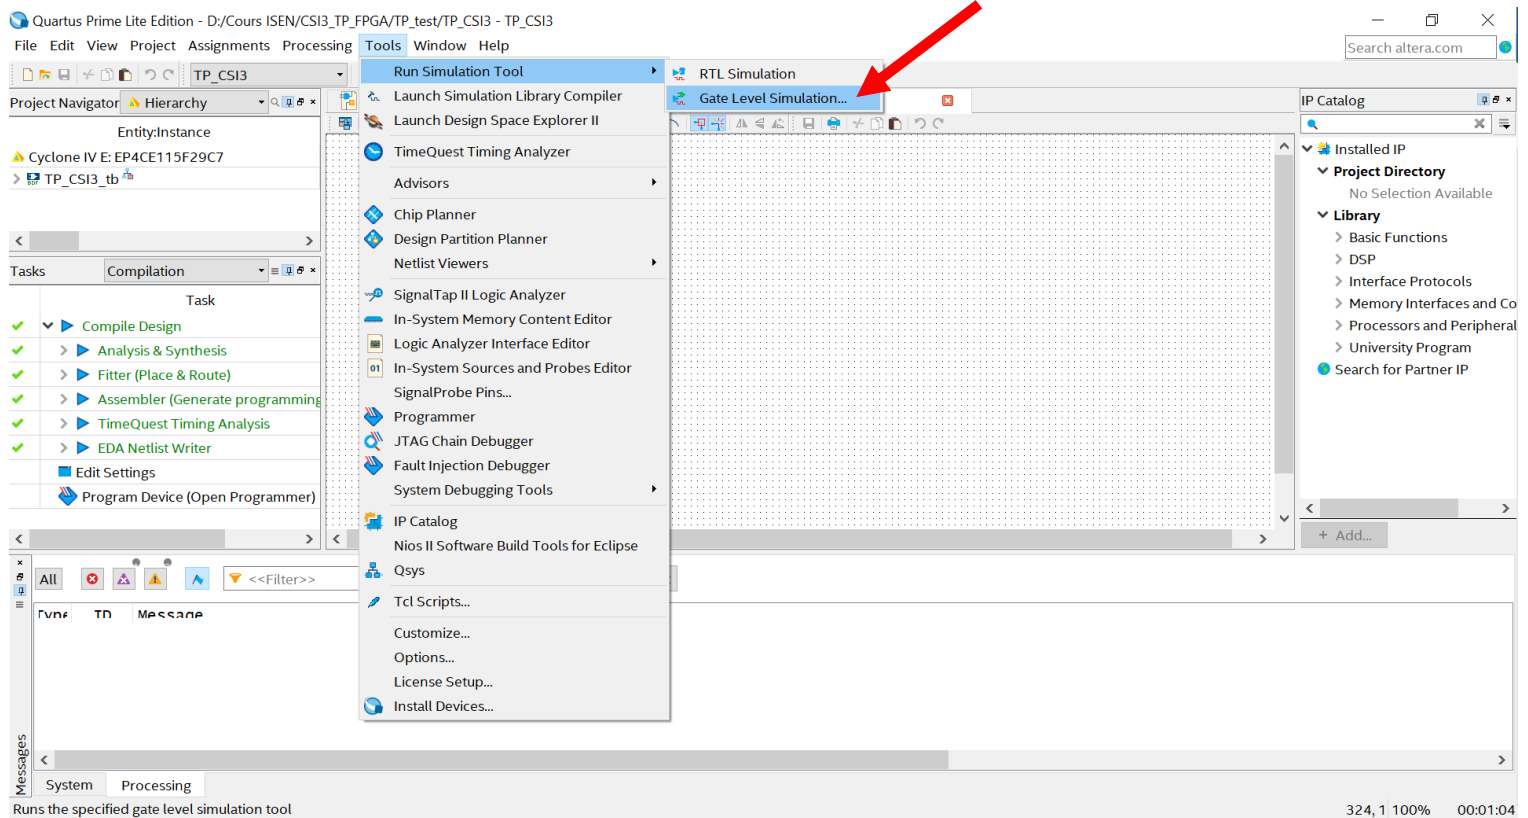 Quartus Prime Lite Edition - D:/Cours ISEN/CSI3_TP_FPGA/TP_test/TP_CSI3 - TP_CSI3
File Edit View Project Assignments Processing Tools Window Help
Search altera.com
TP_CSI3
Project Navigator Hierarchy
Entity:Instance
Cyclone IV E: EP4CE115F29C7
TP_CSI3_tb
Tasks Compilation
Task
Compile Design
Analysis & Synthesis
Fitter (Place & Route)
Assembler (Generate programming
TimeQuest Timing Analysis
EDA Netlist Writer
Edit Settings
Program Device (Open Programmer)
Run Simulation Tool
Launch Simulation Library Compiler
Launch Design Space Explorer II
TimeQuest Timing Analyzer
Advisors
Chip Planner
Design Partition Planner
Netlist Viewers
SignalTap II Logic Analyzer
In-System Memory Content Editor
Logic Analyzer Interface Editor
In-System Sources and Probes Editor
SignalProbe Pins...
Programmer
JTAG Chain Debugger
Fault Injection Debugger
System Debugging Tools
IP Catalog
Nios II Software Build Tools for Eclipse
Qsys
Tcl Scripts...
Customize...
Options...
License Setup...
Install Devices...
RTL Simulation
Gate Level Simulation...
IP Catalog
Installed IP
Project Directory
No Selection Available
Library
Basic Functions
DSP
Interface Protocols
Memory Interfaces and Co
Processors and Peripheral
University Program
Search for Partner IP
+ Add...
All
<<Filter>>
Type ID Message
Messages
System Processing
Runs the specified gate level simulation tool
324, 1 100% 00:01:04